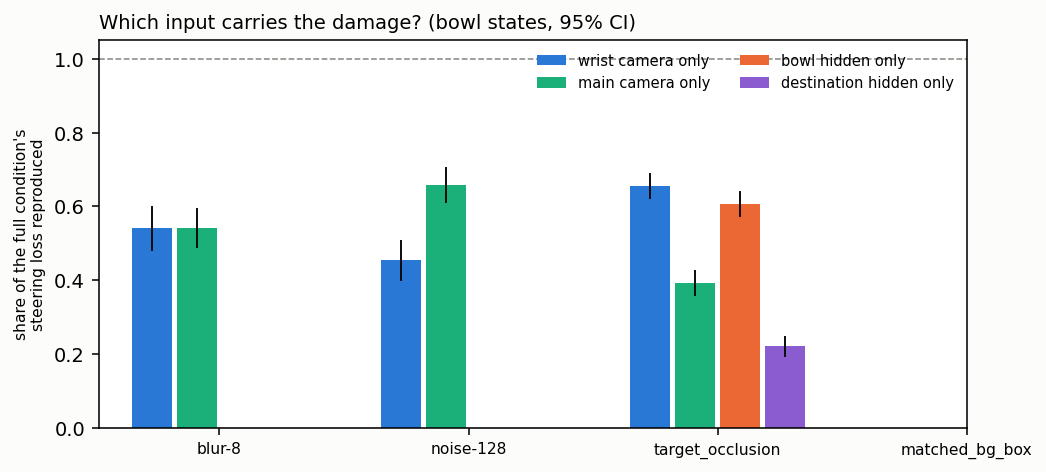 Which input carries the damage? (bowl states, 95% CI)
share of the full condition's
steering loss reproduced
1.0
0.8
0.6
0.4
0.2
0.0
wrist camera only
main camera only
bowl hidden only
destination hidden only
blur-8
noise-128
target_occlusion
matched_bg_box